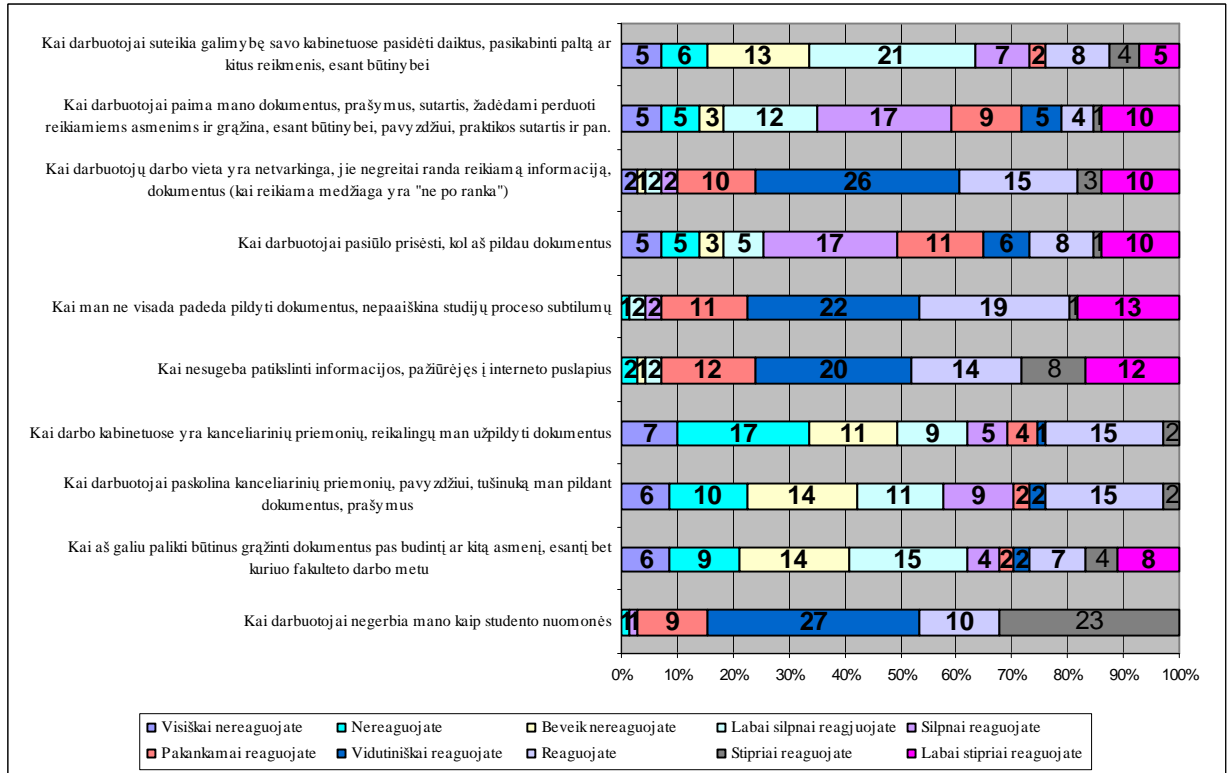 Kai darbuotojai suteikia galimybę savo kabinetuose pasidėti daiktus, pasikabinti paltą ar
kitus reikmenis, esant būtinybei
5 6 13 21 7 2 8 4 5
Kai darbuotojai paima mano dokumentus, prašymus, sutartis, žadėdami perduoti
reikiamiems asmenims ir grąžina, esant būtinybei, pavyzdžiui, praktikos sutartis ir pan.
5 5 3 12 17 9 5 4 1 10
Kai darbuotojų darbo vieta yra netvarkinga, jie negreitai randa reikiamą informaciją,
dokumentus (kai reikiama medžiaga yra "ne po ranka")
2 1 2 2 10 26 15 3 10
Kai darbuotojai pasiūlo prisėsti, kol aš pildau dokumentus
5 5 3 5 17 11 6 8 1 10
Kai man ne visada padeda pildyti dokumentus, nepaaiškina studijų proceso subtilumų
1 2 2 11 22 19 1 13
Kai nesugeba patikslinti informacijos, pažiūrėjęs į interneto puslapius
2 1 2 12 20 14 8 12
Kai darbo kabinetuose yra kanceliarinių priemonių, reikalingų man užpildyti dokumentus
7 17 11 9 5 4 1 15 2
Kai darbuotojai paskolina kanceliarinių priemonių, pavyzdžiui, tušinuką man pildant
dokumentus, prašymus
6 10 14 11 9 2 2 15 2
Kai aš galiu palikti būtinus grąžinti dokumentus pas budintį ar kitą asmenį, esantį bet
kuriuo fakulteto darbo metu
6 9 14 15 4 2 2 7 4 8
Kai darbuotojai negerbia mano kaip studento nuomonės
1 1 9 27 10 23
0% 10% 20% 30% 40% 50% 60% 70% 80% 90% 100%
Visiškai nereaguojate Nereaguojate Beveik nereaguojate Labai silpnai reagjuojate Silpnai reaguojate
Pakankamai reaguojate Vidutiniškai reaguojate Reaguojate Stipriai reaguojate Labai stipriai reaguojate